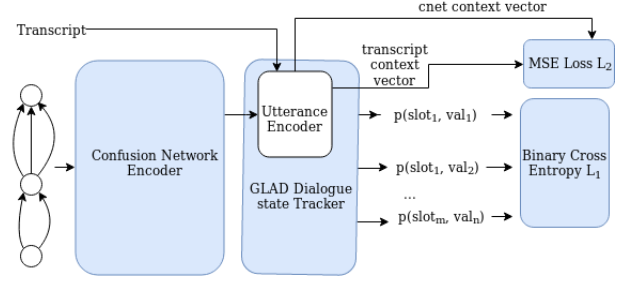 cnet context vector
Transcript
transcript
context
vector
MSE Loss L₂
Utterance
Encoder
p(slot₁, val₁)
Confusion Network
Encoder
Binary Cross
Entropy L₁
p(slot₁, val₂)
GLAD Dialogue
state Tracker
...
p(slotₘ, valₙ)